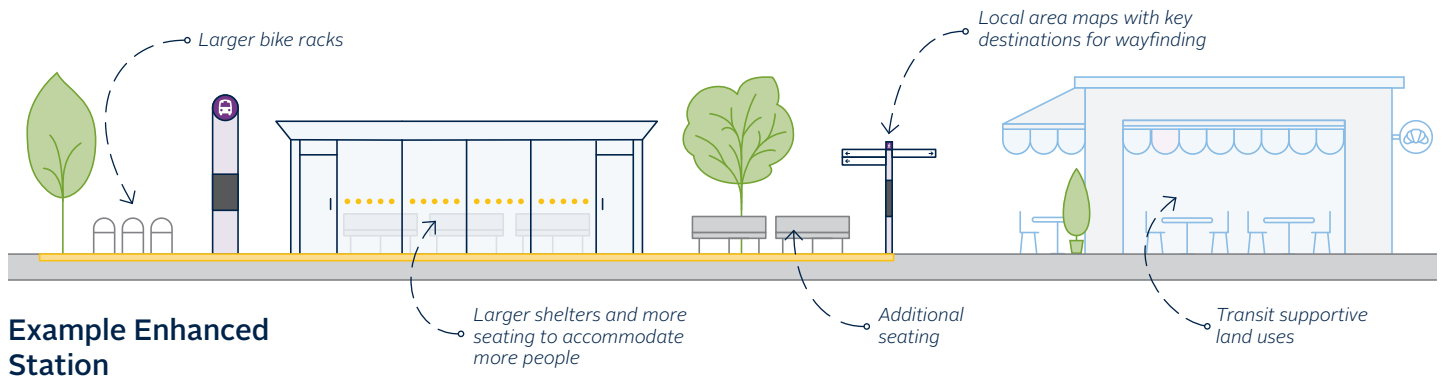 Larger bike racks
Local area maps with key
destinations for wayfinding
Larger shelters and more
seating to accommodate
more people
Additional
seating
Transit supportive
land uses
Example Enhanced
Station